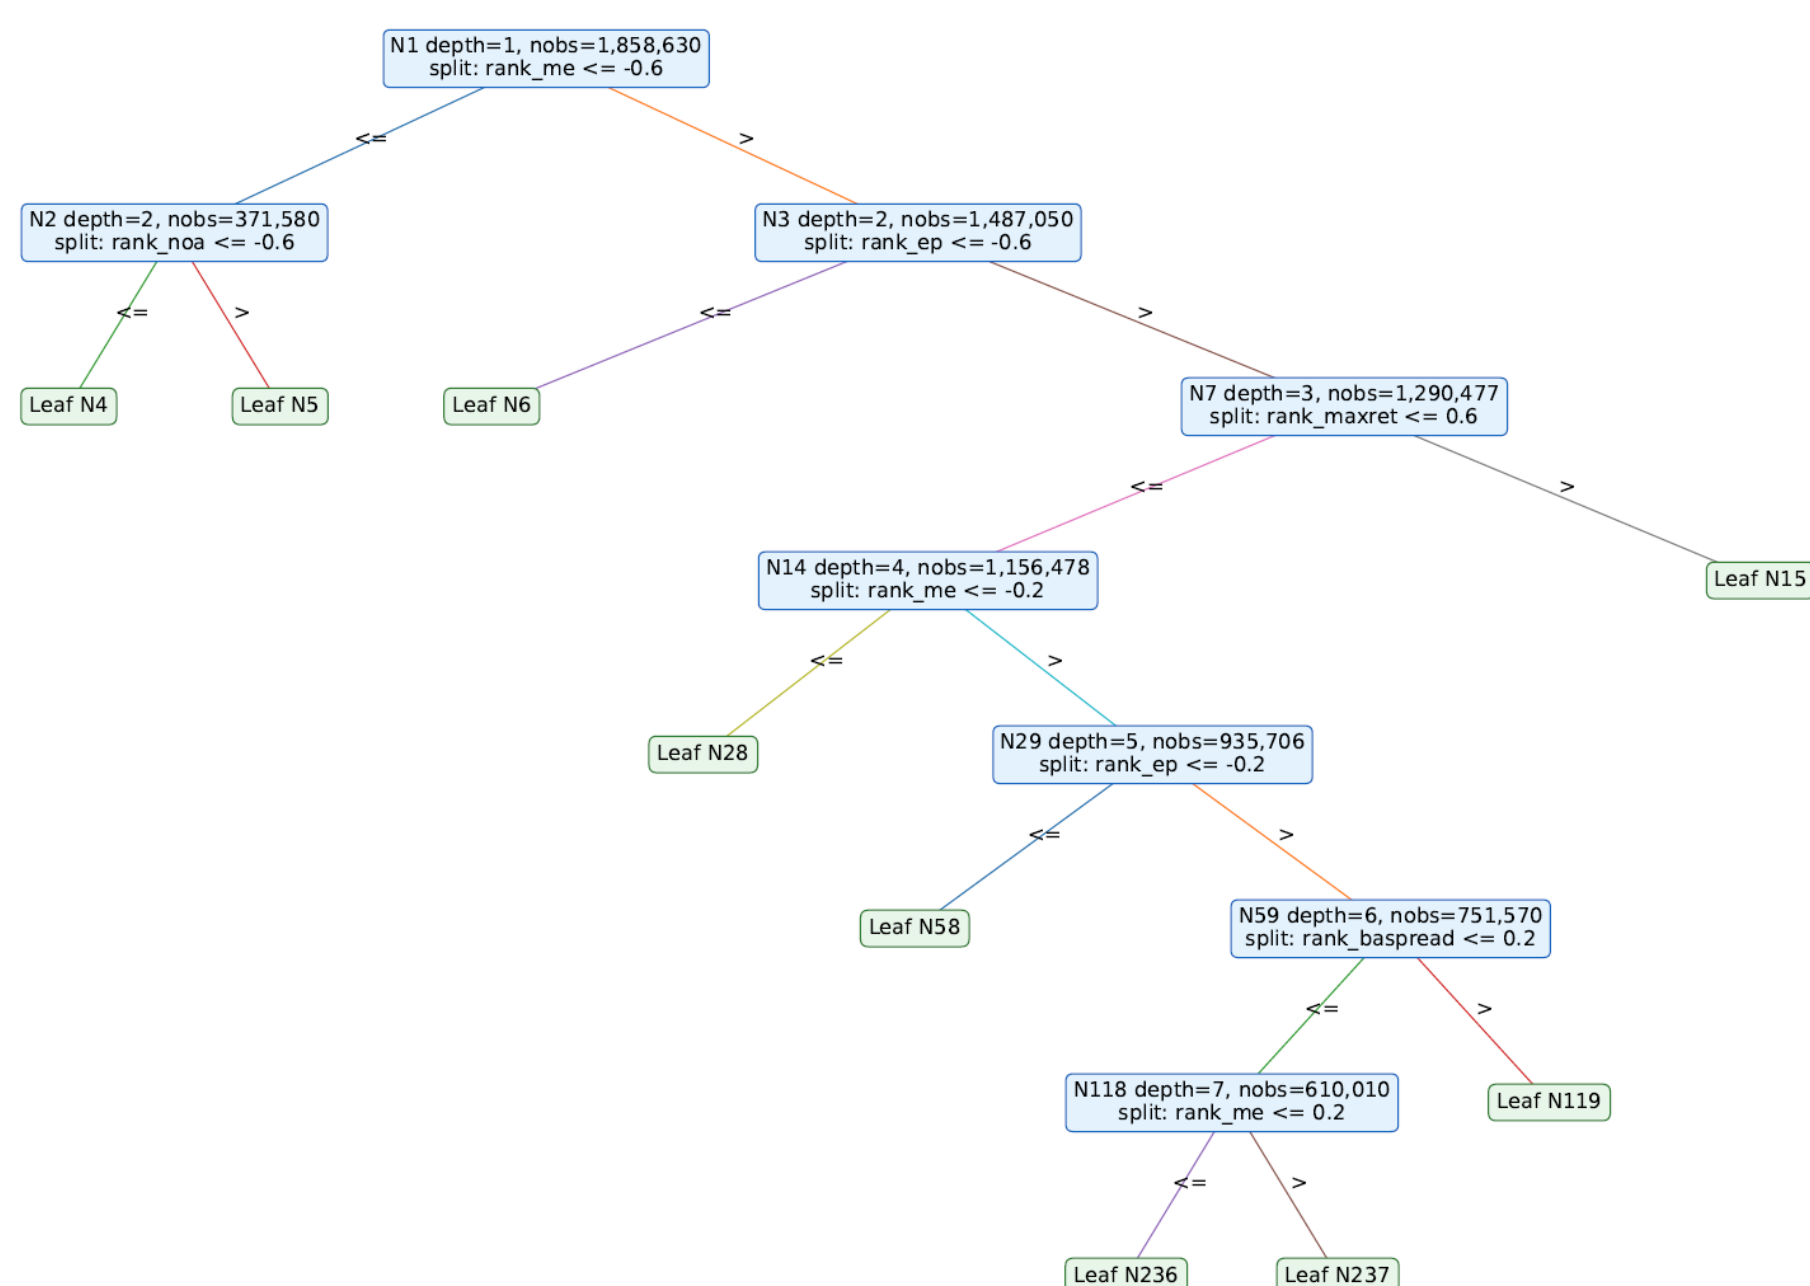 N1 depth=1, nobs=1,858,630
split: rank_me <= -0.6
<=
>
N2 depth=2, nobs=371,580
split: rank_noa <= -0.6
N3 depth=2, nobs=1,487,050
split: rank_ep <= -0.6
<=
>
<=
>
Leaf N4
Leaf N5
Leaf N6
N7 depth=3, nobs=1,290,477
split: rank_maxret <= 0.6
<=
>
N14 depth=4, nobs=1,156,478
split: rank_me <= -0.2
Leaf N15
<=
>
Leaf N28
N29 depth=5, nobs=935,706
split: rank_ep <= -0.2
<=
>
Leaf N58
N59 depth=6, nobs=751,570
split: rank_baspread <= 0.2
<=
>
N118 depth=7, nobs=610,010
split: rank_me <= 0.2
Leaf N119
<=
>
Leaf N236
Leaf N237